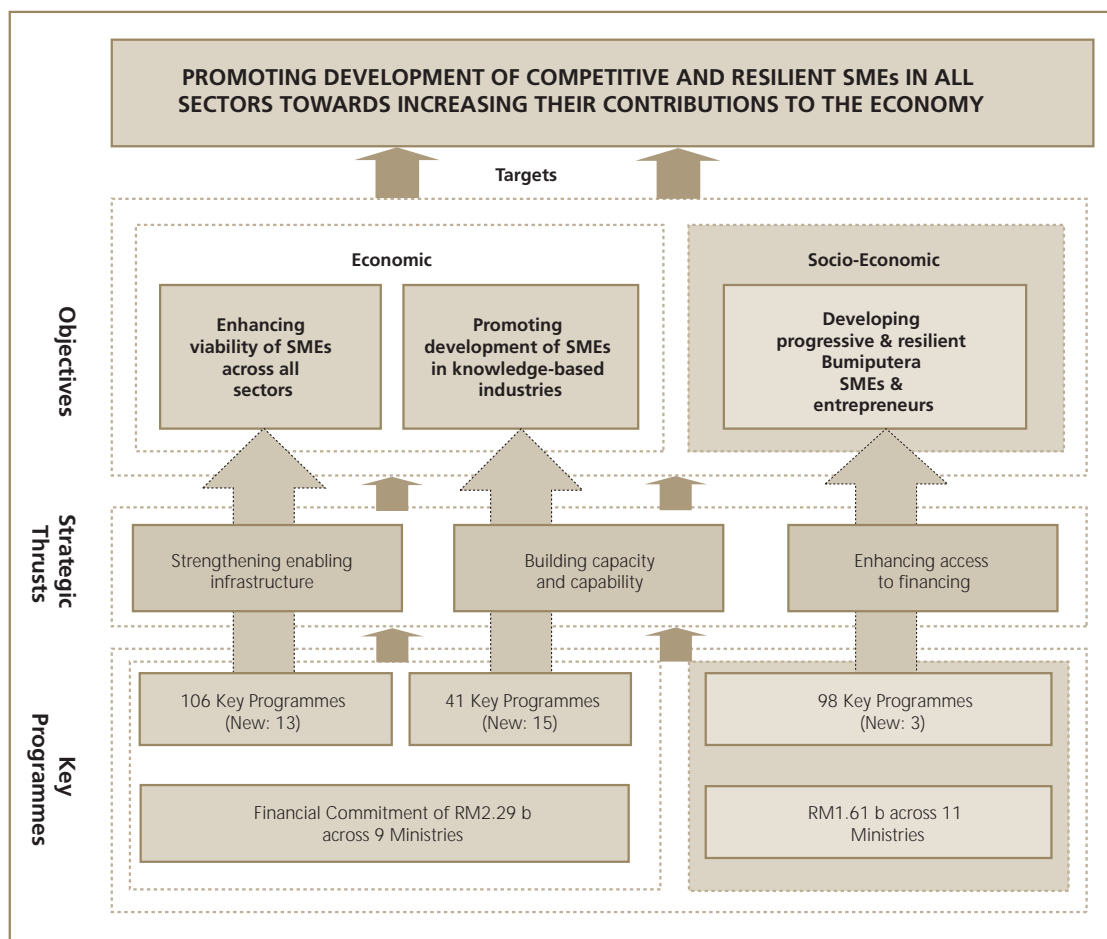 PROMOTING DEVELOPMENT OF COMPETITIVE AND RESILIENT SMEs IN ALL
SECTORS TOWARDS INCREASING THEIR CONTRIBUTIONS TO THE ECONOMY
Targets
Objectives
Economic
Enhancing
viability of SMEs
across all
sectors
Promoting
development of SMEs
in knowledge-based
industries
Socio-Economic
Developing
progressive & resilient
Bumiputera
SMEs &
entrepreneurs
Strategic
Thrusts
Strengthening enabling
infrastructure
Building capacity
and capability
Enhancing access
to financing
Key
Programmes
106 Key Programmes
(New: 13)
41 Key Programmes
(New: 15)
98 Key Programmes
(New: 3)
Financial Commitment of RM2.29 b
across 9 Ministries
RM1.61 b across 11
Ministries